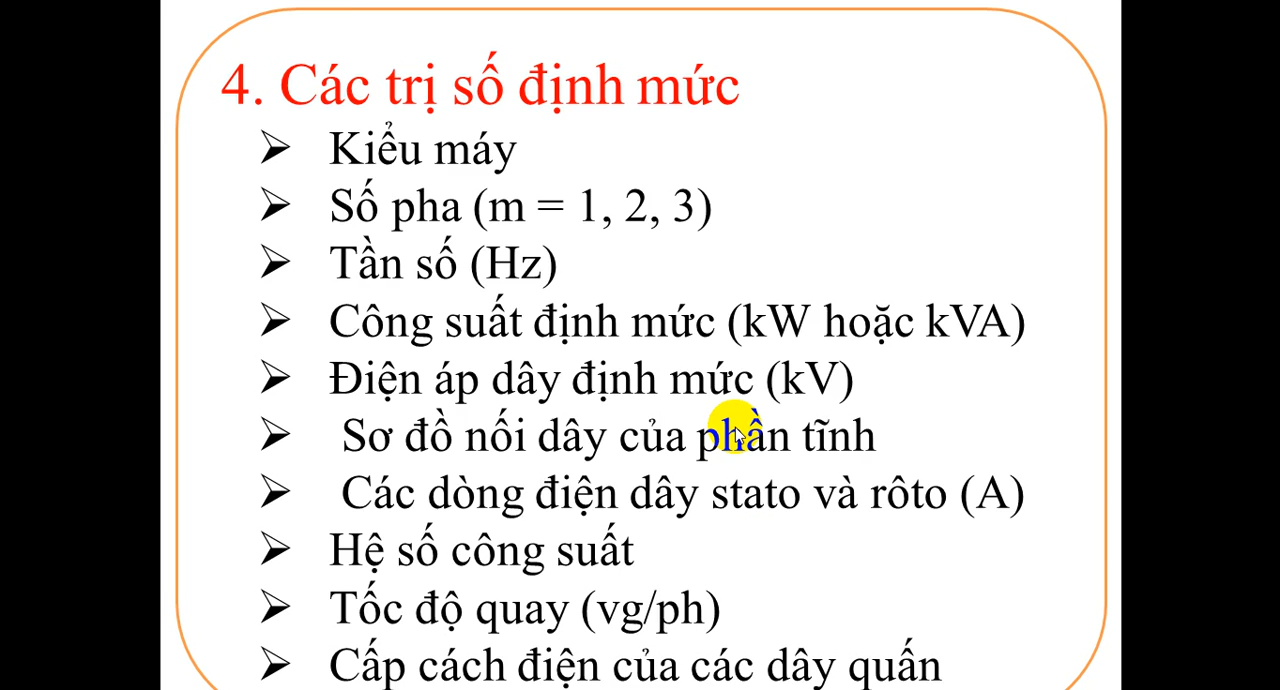 4. Các trị số định mức
➢ Kiểu máy
➢ Số pha (m = 1, 2, 3)
➢ Tần số (Hz)
➢ Công suất định mức (kW hoặc kVA)
➢ Điện áp dây định mức (kV)
➢ Sơ đồ nối dây của phần tĩnh
➢ Các dòng điện dây stato và rôto (A)
➢ Hệ số công suất
➢ Tốc độ quay (vg/ph)
➢ Cấp cách điện của các dây quấn